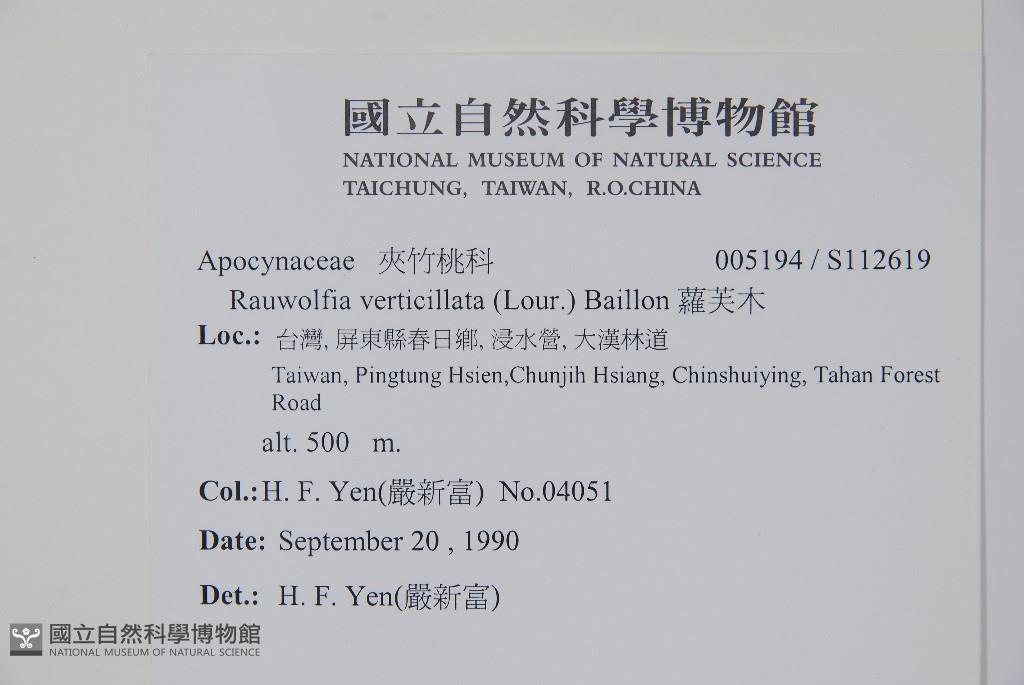 國立自然科學博物館
NATIONAL MUSEUM OF NATURAL SCIENCE
TAICHUNG, TAIWAN, R.O.CHINA
Apocynaceae 夾竹桃科 005194 / S112619
Rauwolfia verticillata (Lour.) Baillon 蘿芙木
Loc.: 台灣, 屏東縣春日鄉, 浸水營, 大漢林道
Taiwan, Pingtung Hsien,Chunjih Hsiang, Chinshuiying, Tahan Forest
Road
alt. 500 m.
Col.:H. F. Yen(嚴新富) No.04051
Date: September 20 , 1990
Det.: H. F. Yen(嚴新富)
國立自然科學博物館
NATIONAL MUSEUM OF NATURAL SCIENCE